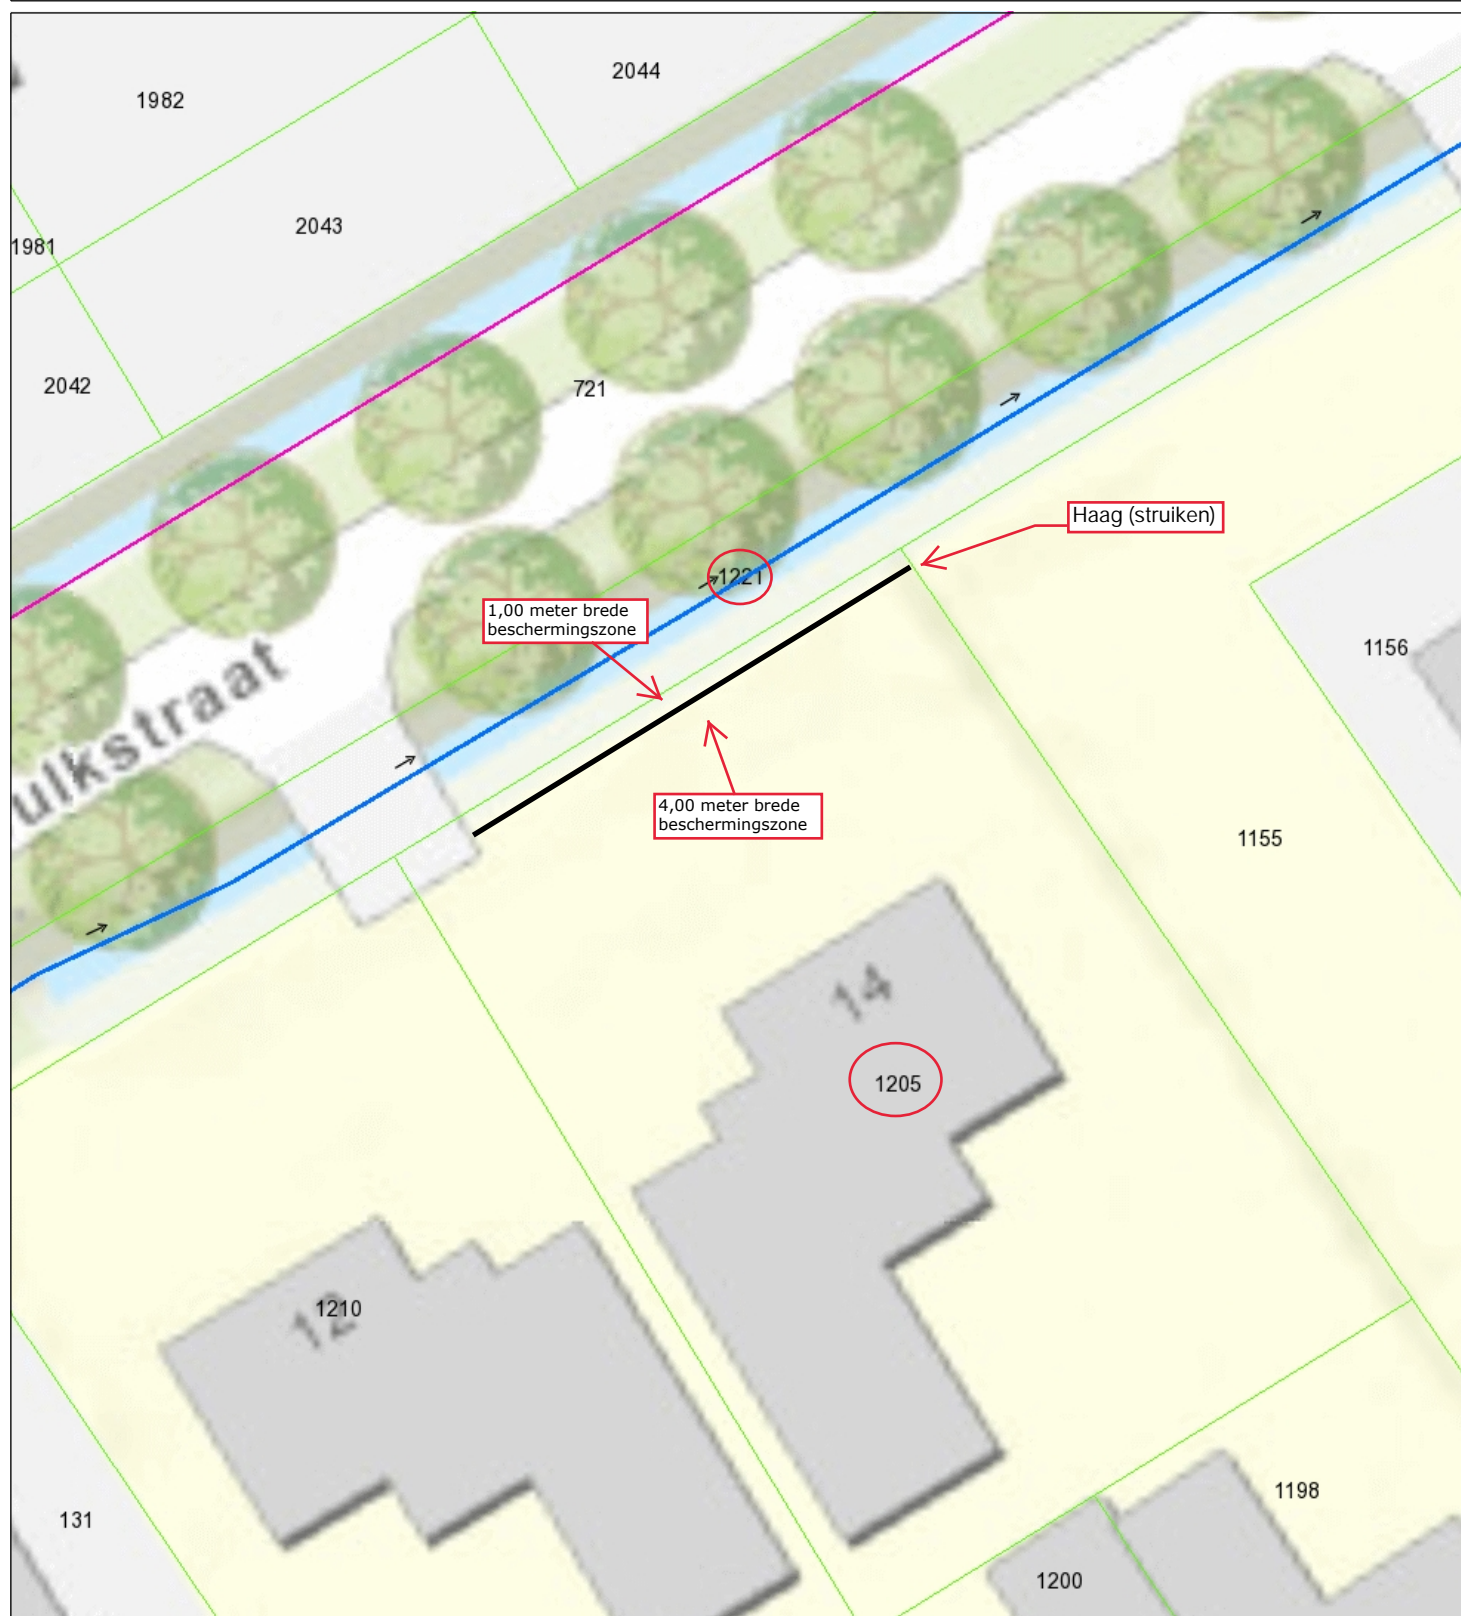 2044
1982
2043
1981
2042
721
Haag (struiken)
1221
1,00 meter brede
beschermingszone
1156
ulkstraat
4,00 meter brede
beschermingszone
1155
14
1205
12
1210
1198
131
1200